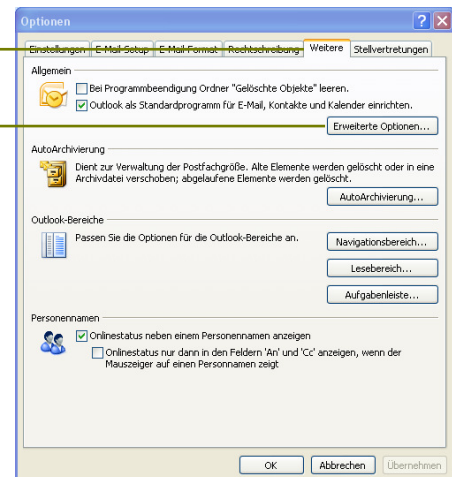 Optionen
Einstellungen E-Mail-Setup E-Mail-Format Rechtschreibung Weitere Stellvertretungen
Allgemein
Bei Programmbeendigung Ordner "Gelöschte Objekte" leeren.
Outlook als Standardprogramm für E-Mail, Kontakte und Kalender einrichten.
Erweiterte Optionen...
AutoArchivierung
Dient zur Verwaltung der Postfachgröße. Alte Elemente werden gelöscht oder in eine
Archivdatei verschoben; abgelaufene Elemente werden gelöscht.
AutoArchivierung...
Outlook-Bereiche
Passen Sie die Optionen für die Outlook-Bereiche an.
Navigationsbereich...
Lesebereich...
Aufgabenleiste...
Personennamen
Onlinestatus neben einem Personennamen anzeigen
Onlinestatus nur dann in den Feldern 'An' und 'Cc' anzeigen, wenn der
Mauszeiger auf einen Personnamen zeigt
OK Abbrechen Übernehmen